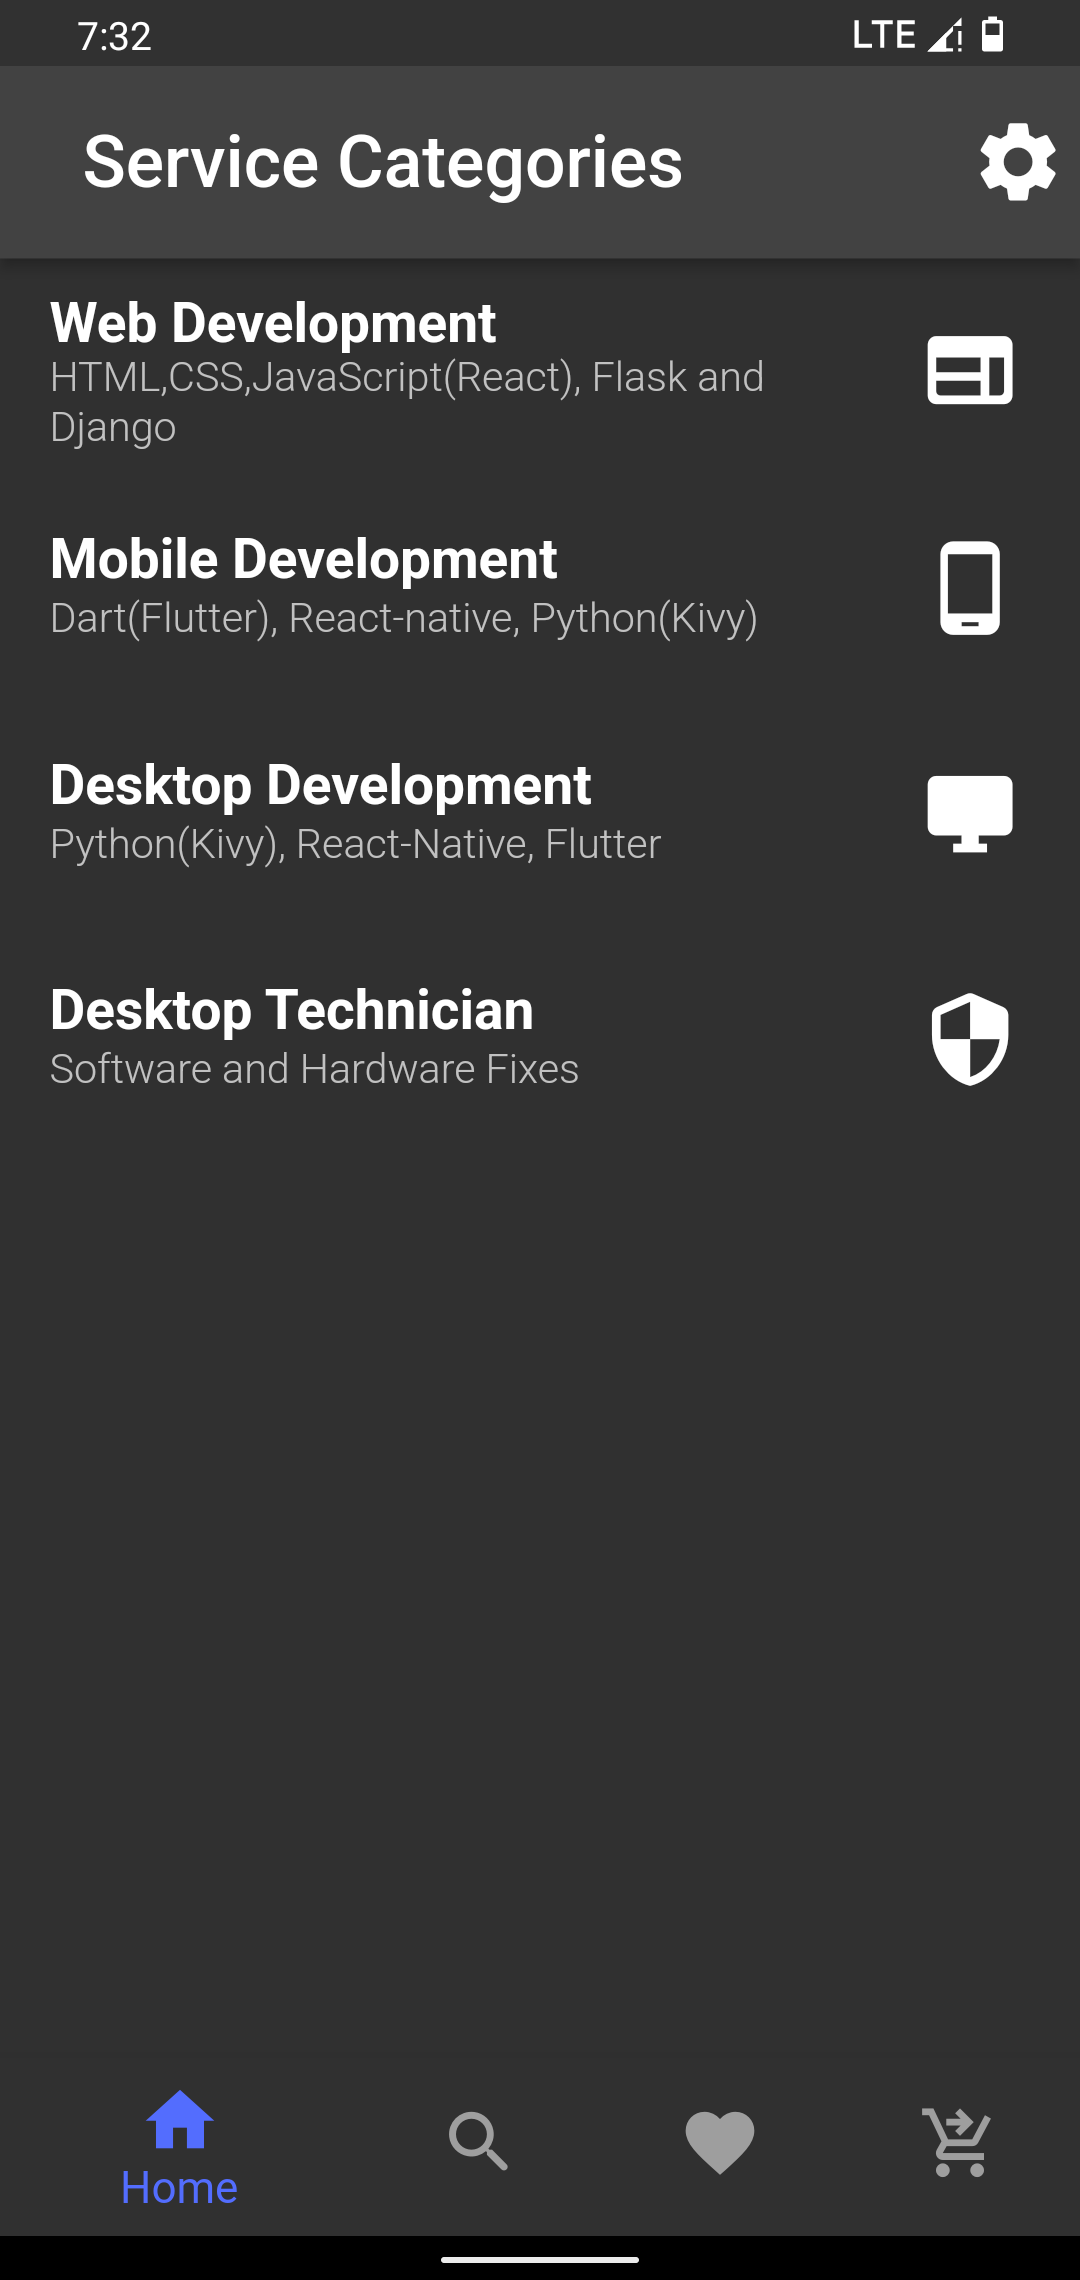 7:32 LTE
Service Categories
Web Development
HTML,CSS,JavaScript(React), Flask and
Django
Mobile Development
Dart(Flutter), React-native, Python(Kivy)
Desktop Development
Python(Kivy), React-Native, Flutter
Desktop Technician
Software and Hardware Fixes
Home